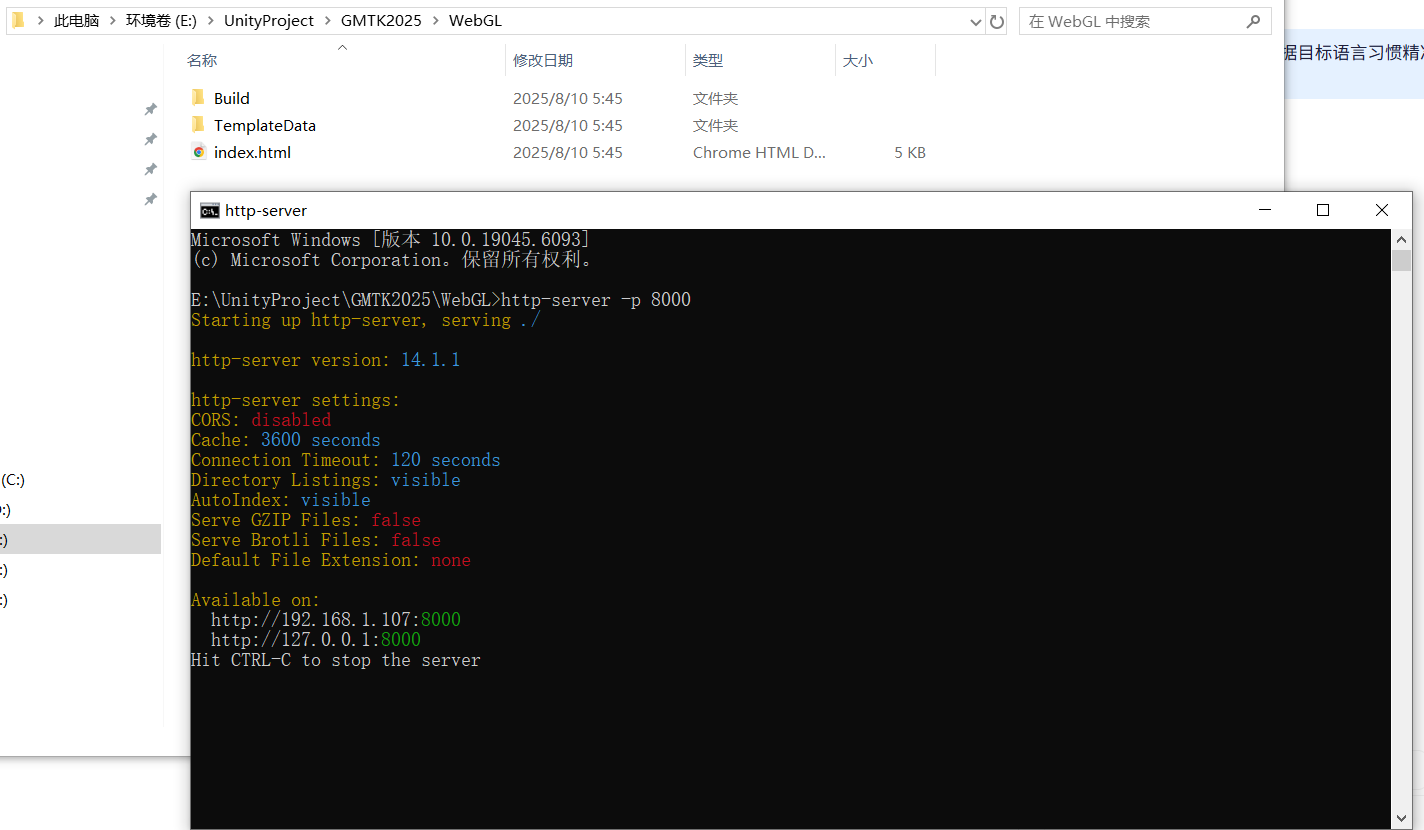 此电脑 > 环境卷 (E:) > UnityProject > GMTK2025 > WebGL
在 WebGL 中搜索
据目标语言习惯精
名称 修改日期 类型 大小
Build 2025/8/10 5:45 文件夹
TemplateData 2025/8/10 5:45 文件夹
index.html 2025/8/10 5:45 Chrome HTML D... 5 KB
(C:)
:)
:)
:)
:)
http-server
Microsoft Windows [版本 10.0.19045.6093]
(c) Microsoft Corporation。保留所有权利。
E:\UnityProject\GMTK2025\WebGL>http-server -p 8000
Starting up http-server, serving ./
http-server version: 14.1.1
http-server settings:
CORS: disabled
Cache: 3600 seconds
Connection Timeout: 120 seconds
Directory Listings: visible
AutoIndex: visible
Serve GZIP Files: false
Serve Brotli Files: false
Default File Extension: none
Available on:
http://192.168.1.107:8000
http://127.0.0.1:8000
Hit CTRL-C to stop the server